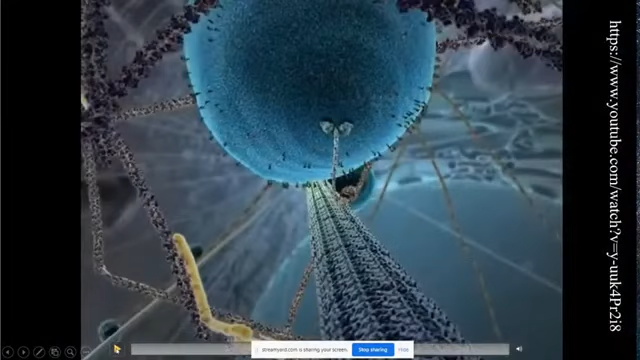 https://www.youtube.com/watch?v=y-uuk4Pr2i8
streamyard.com is sharing your screen.
Stop sharing
Hide